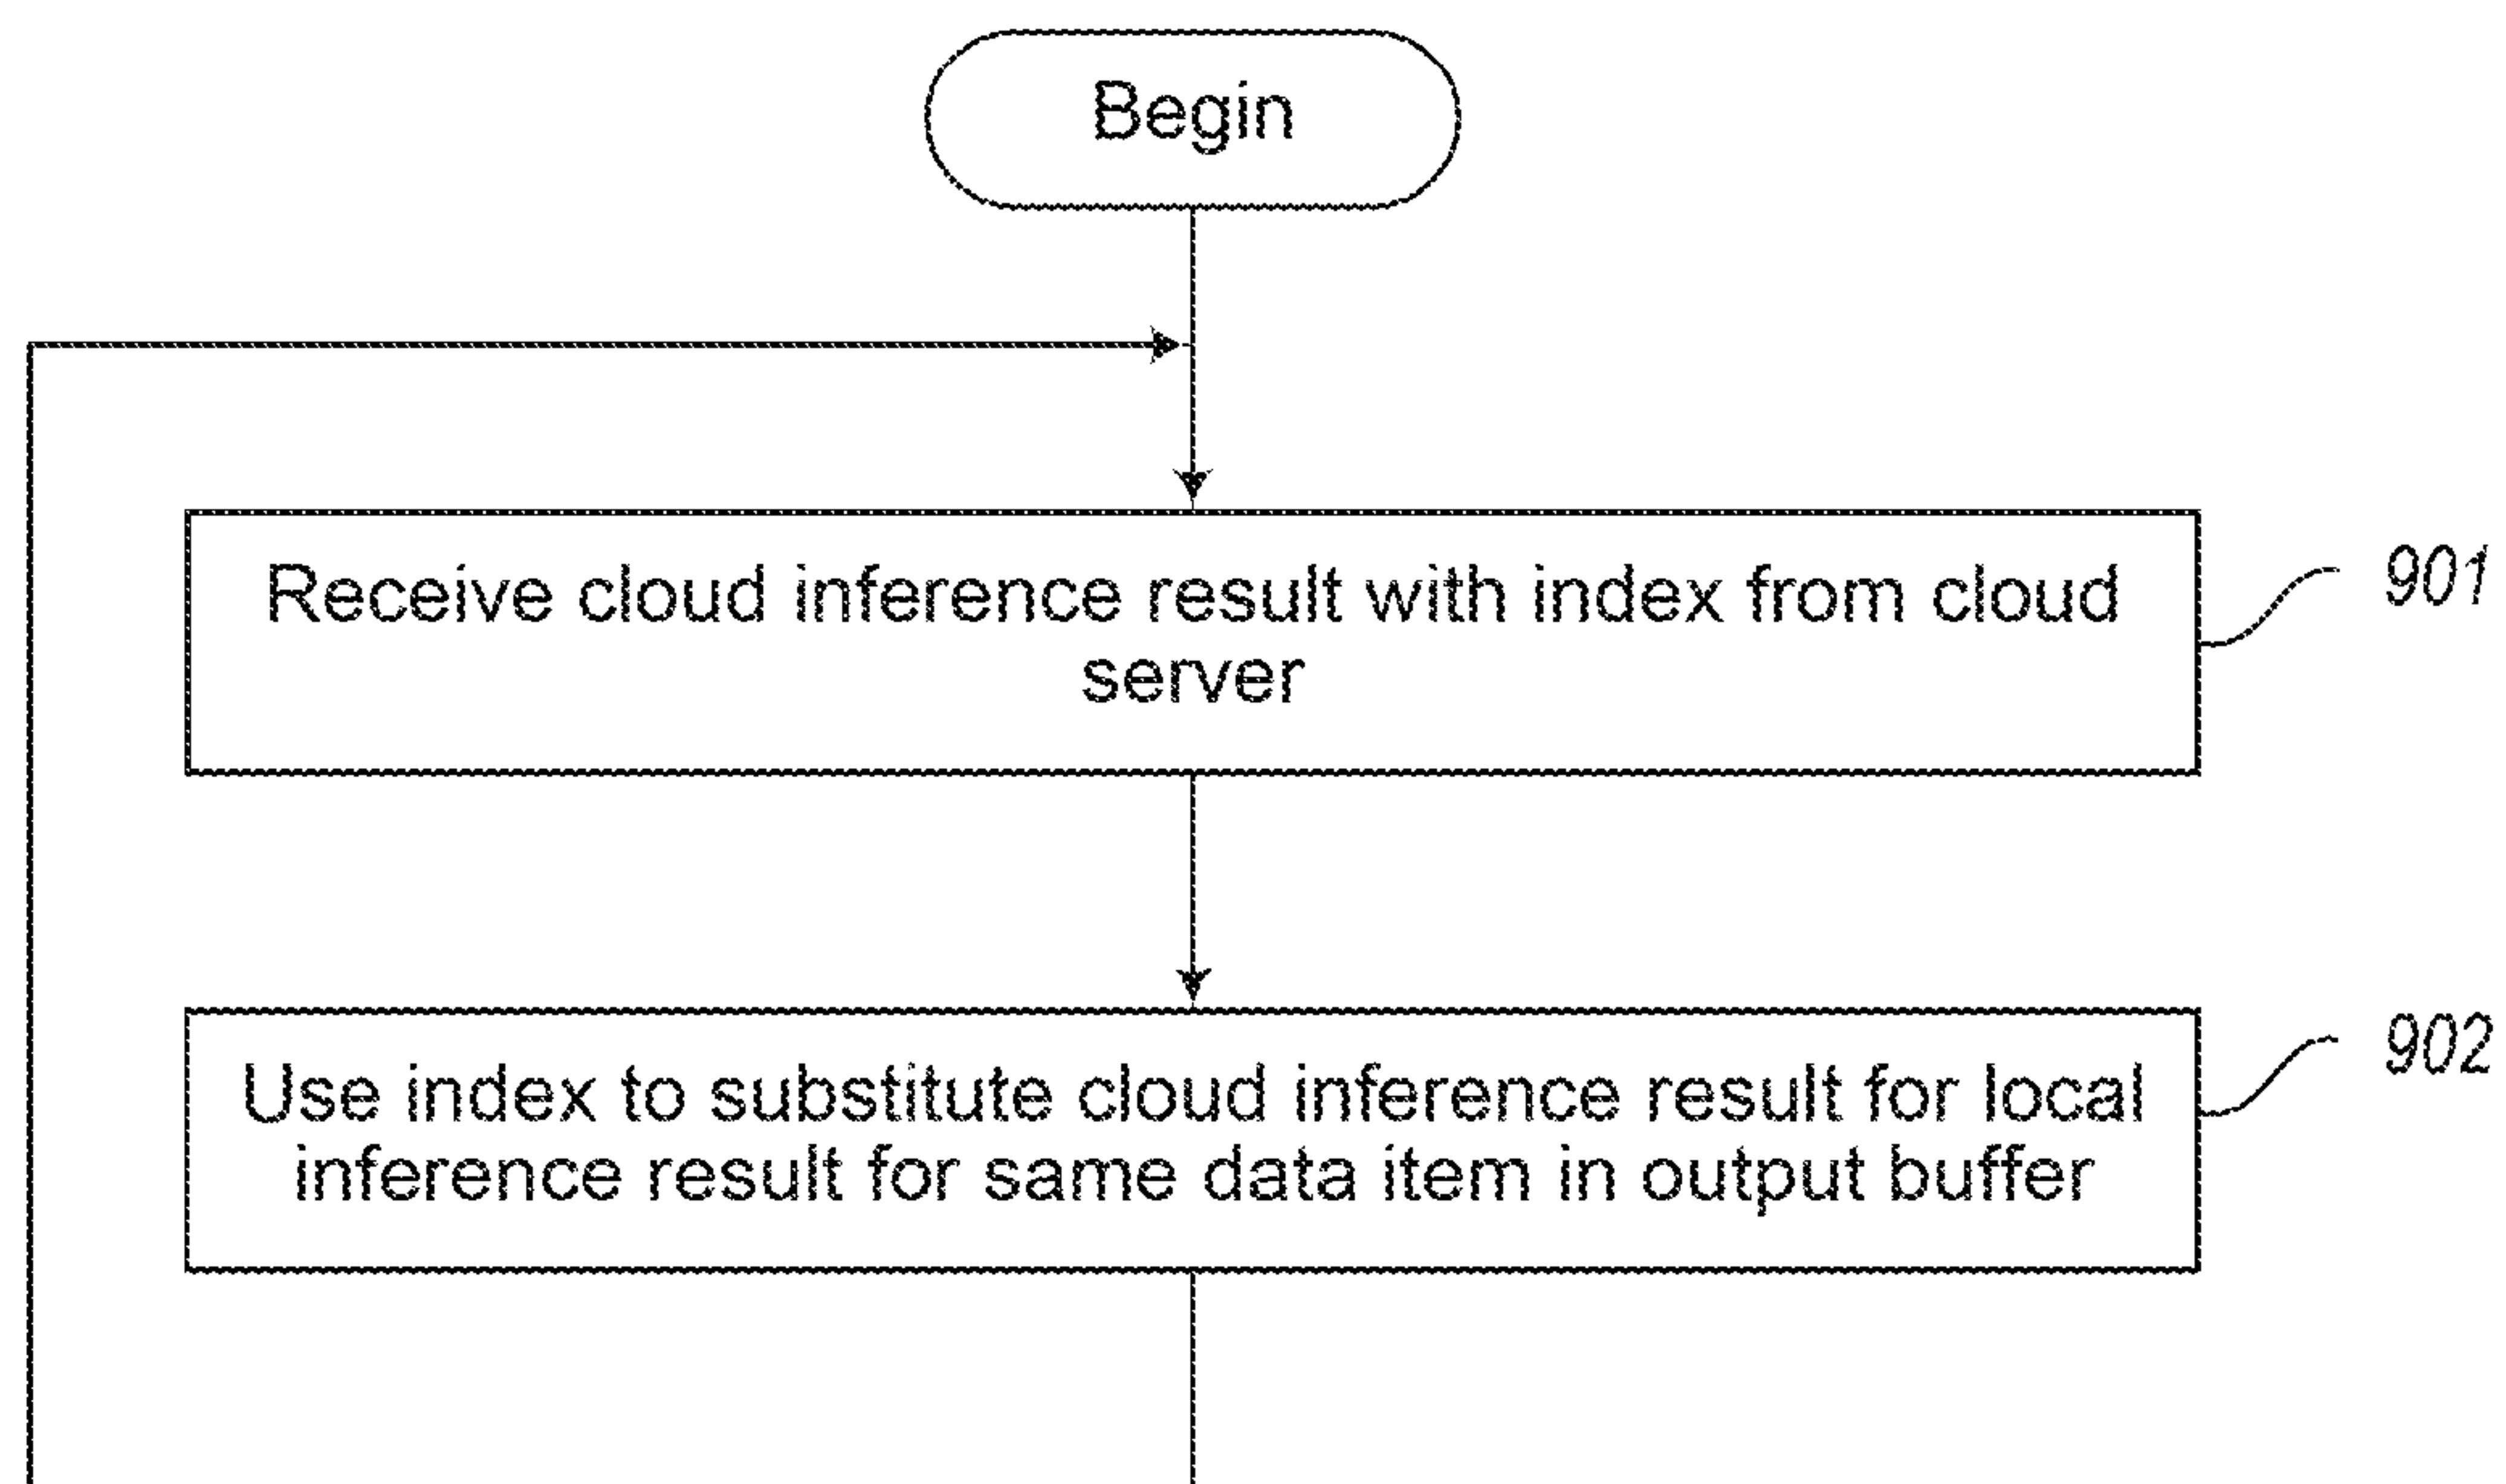 Begin
Receive cloud inference result with index from cloud
server
901
Use index to substitute cloud inference result for local
inference result for same data item in output buffer
902